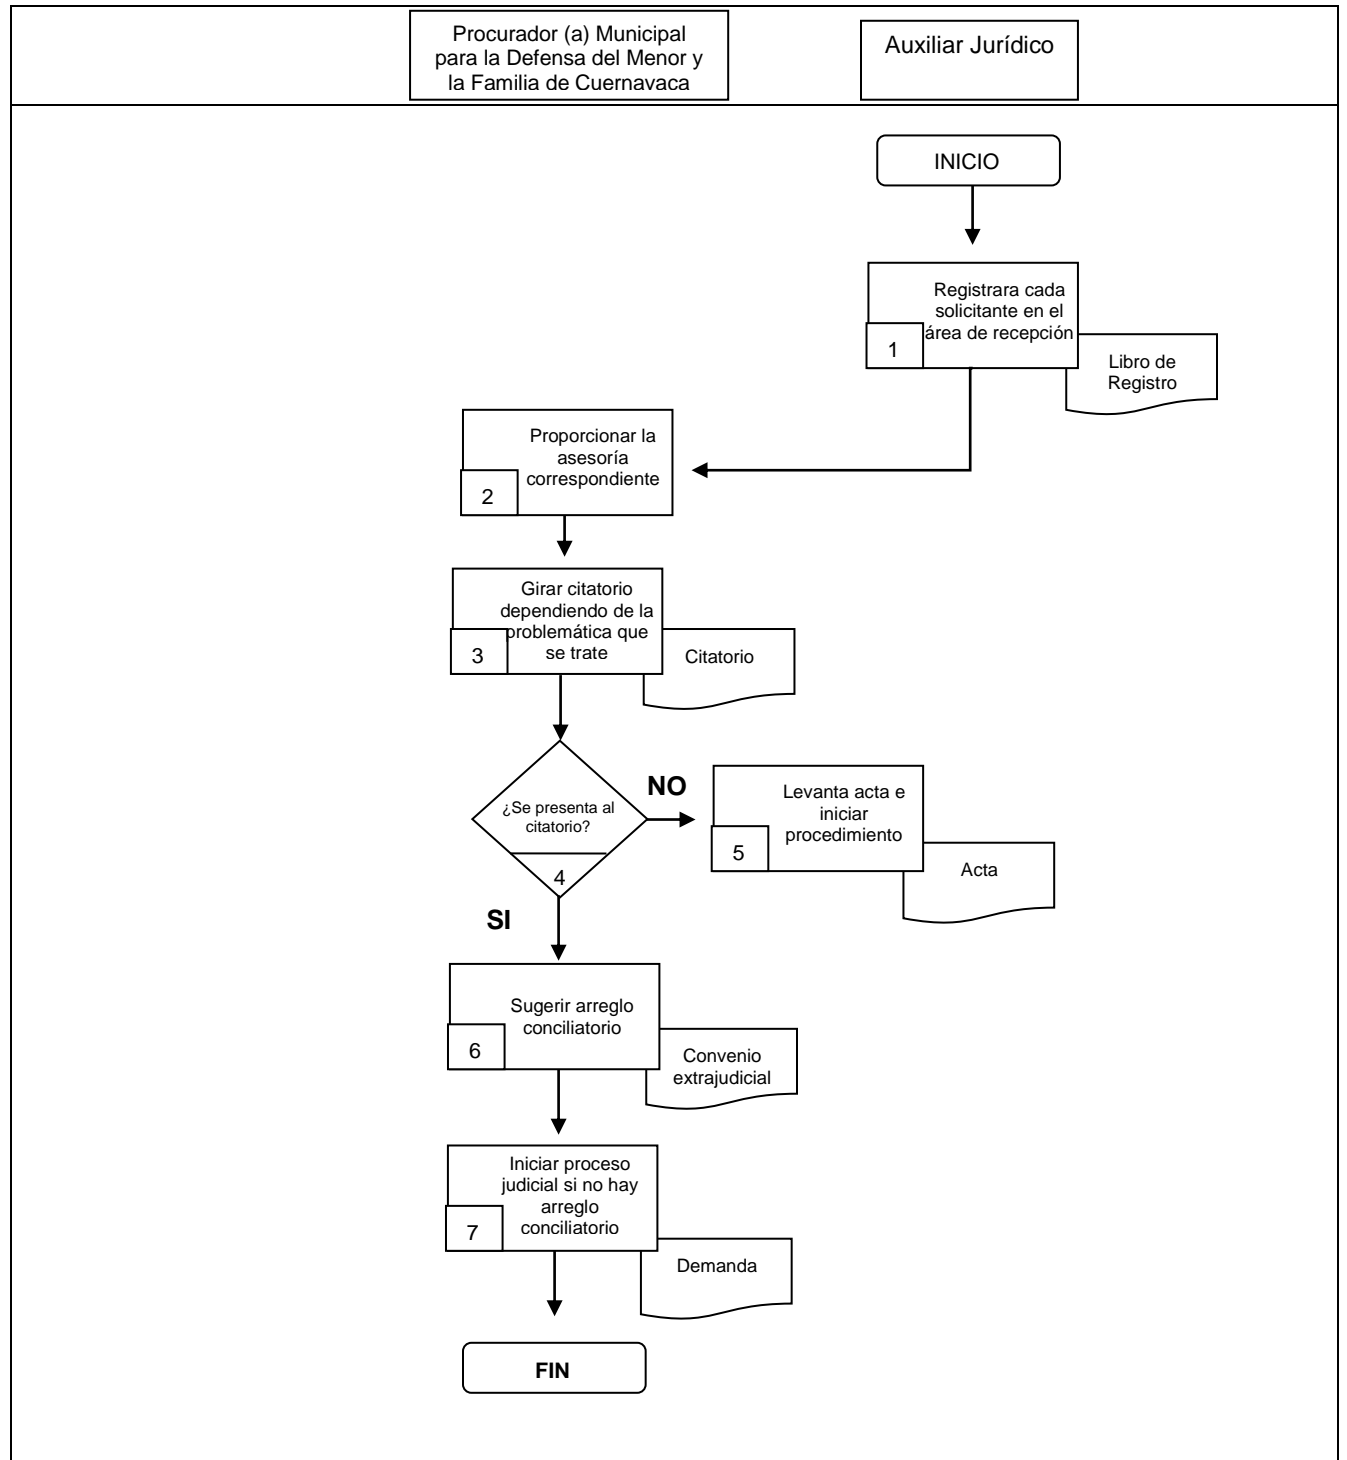 Procurador (a) Municipal
para la Defensa del Menor y
la Familia de Cuernavaca
Auxiliar Jurídico
INICIO
Registrara cada
solicitante en el
área de recepción
1
Libro de
Registro
Proporcionar la
asesoría
correspondiente
2
Girar citatorio
dependiendo de la
problemática que
se trate
3
Citatorio
¿Se presenta al
citatorio?
4
NO
Levanta acta e
iniciar
procedimiento
5
Acta
SI
Sugerir arreglo
conciliatorio
6
Convenio
extrajudicial
Iniciar proceso
judicial si no hay
arreglo
conciliatorio
7
Demanda
FIN